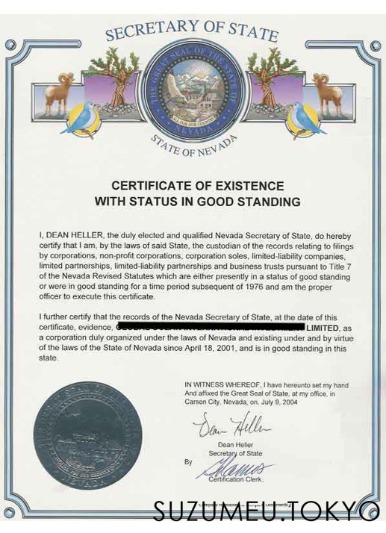 SECRETARY OF STATE
THE GREAT SEAL OF THE STATE OF NEVADA
STATE OF NEVADA
CERTIFICATE OF EXISTENCE
WITH STATUS IN GOOD STANDING
I, DEAN HELLER, the duly elected and qualified Nevada Secretary of State, do hereby
certify that I am, by the laws of said State, the custodian of the records relating to filings
by corporations, non-profit corporations, corporation soles, limited-liability companies,
limited partnerships, limited-liability partnerships and business trusts pursuant to Title 7
of the Nevada Revised Statutes which are either presently in a status of good standing
or were in good standing for a time period subsequent of 1976 and am the proper
officer to execute this certificate.
I further certify that the records of the Nevada Secretary of State, at the date of this
certificate, evidence, LIMITED, as
a corporation duly organized under the laws of Nevada and existing under and by virtue
of the laws of the State of Nevada since April 18, 2001, and is in good standing in this
state.
IN WITNESS WHEREOF, I have hereunto set my hand
And affixed the Great Seal of State, at my office, in
Carson City, Nevada, on, July 9, 2004
Dean Heller
Dean Heller
Secretary of State
By
Certification Clerk
NEVADA
SUZUMEU.TOKYO